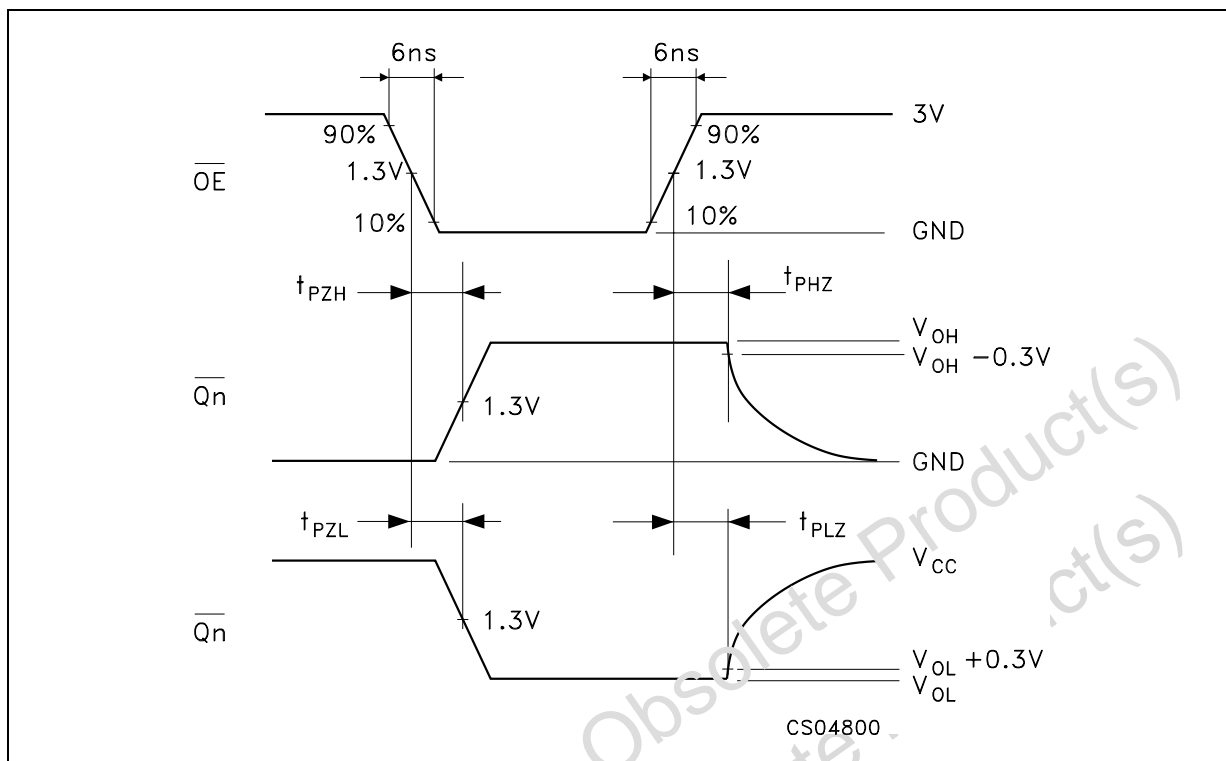 6ns 6ns
90% 90% 3V
1.3V 1.3V
OE
10% 10% GND
tPZH tPHZ
VOH
VOH -0.3V
Qn
1.3V
GND
tPZL tPLZ
VCC
1.3V
Qn
VOL +0.3V
VOL
CS04800
Obsolete Product(s)